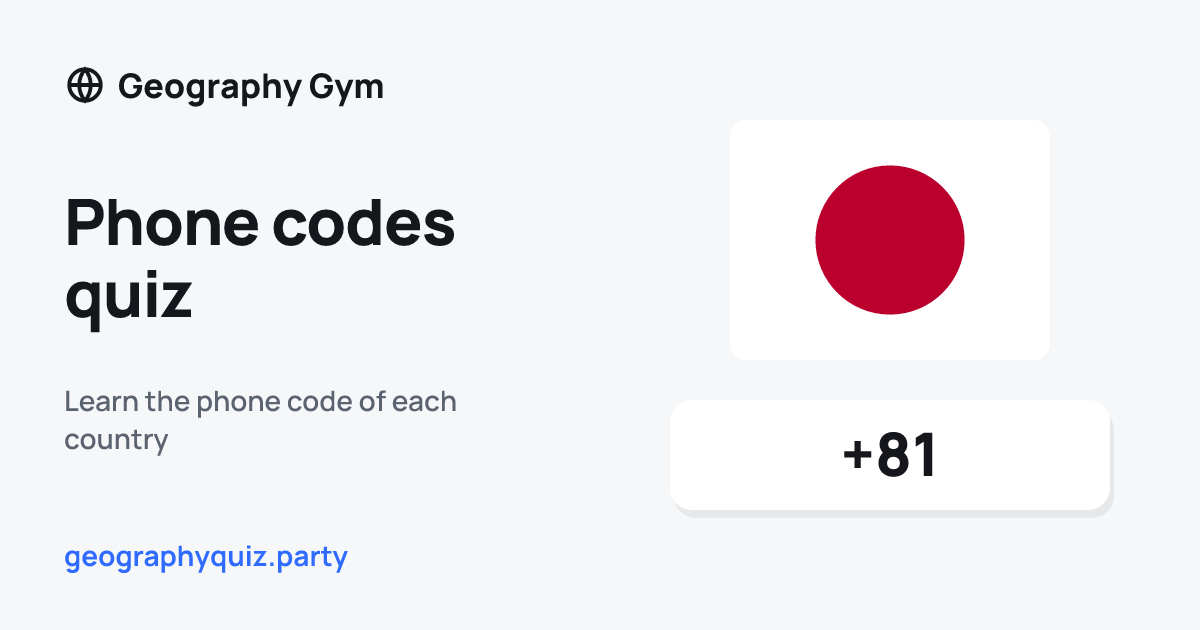 Geography Gym
Phone codes
quiz
Learn the phone code of each
country
geographyquiz.party
+81